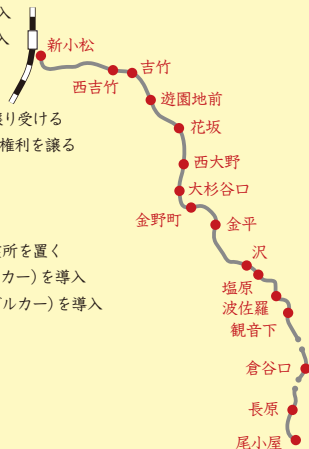 入
入
新小松
吉竹
西吉竹
遊園地前
り受ける
花坂
権利を譲る
西大野
大杉谷口
金野町
金平
所を置く
沢
カー）を導入
塩原
波佐羅
ルカー）を導入
観音下
倉谷口
長原
尾小屋